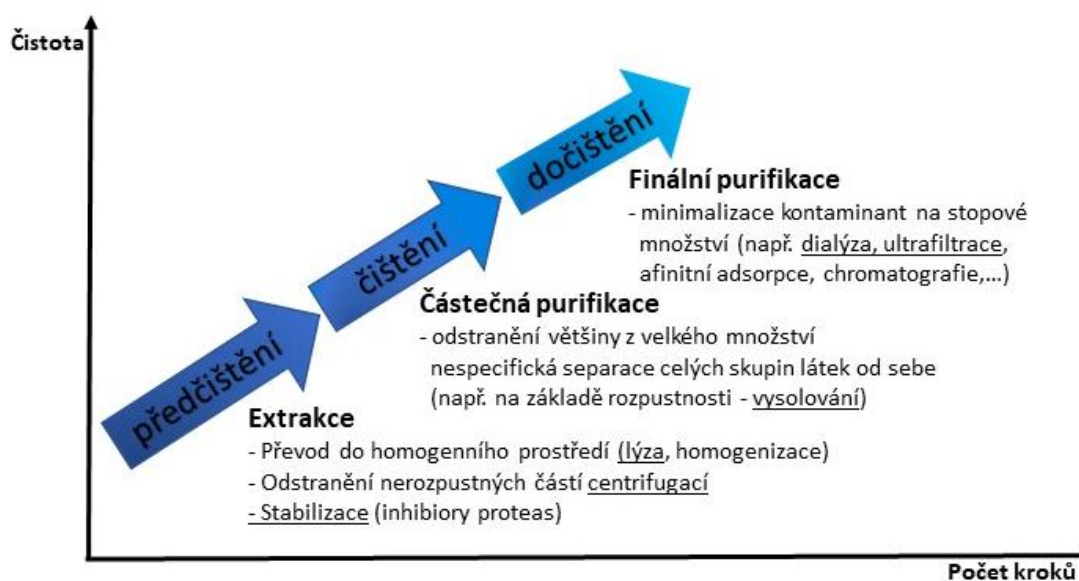 Čistota
dočištění
Finální purifikace
- minimalizace kontaminant na stopové
množství (např. dialýza, ultrafiltrace,
afinitní adsorpce, chromatografie,...)
čištění
Částečná purifikace
- odstranění většiny z velkého množství
nespecifická separace celých skupin látek od sebe
(např. na základě rozpustnosti - vysolování)
předčištění
Extrakce
- Převod do homogenního prostředí (lýza, homogenizace)
- Odstranění nerozpustných částí centrifugací
- Stabilizace (inhibiory proteas)
Počet kroků